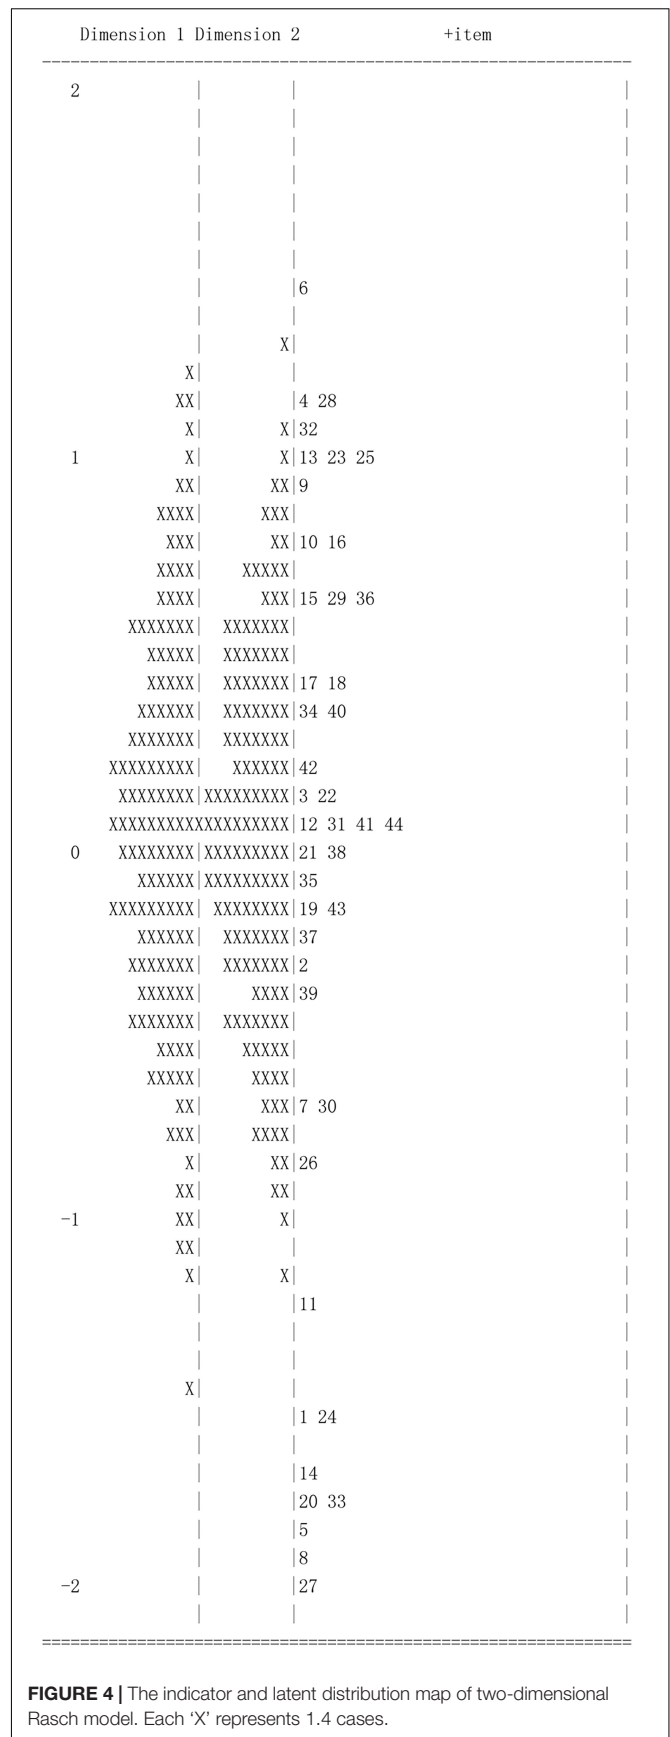 Dimension 1 Dimension 2 +item
--------------------------------------------------------------
2 | | |
| | |
| | |
| | |
| | |
| | |
| | |
| |6 |
| | |
| X| |
X| | |
XX| |4 28 |
X| X|32 |
1 X| X|13 23 25 |
XX| XX|9 |
XXXX| XXX| |
XXX| XX|10 16 |
XXXX| XXXXX| |
XXXX| XXX|15 29 36 |
XXXXXXX| XXXXXXX| |
XXXXX| XXXXXXX| |
XXXXX| XXXXXXX|17 18 |
XXXXXX| XXXXXXX|34 40 |
XXXXXXX| XXXXXXX| |
XXXXXXXXX| XXXXXX|42 |
XXXXXXXX|XXXXXXXXX|3 22 |
XXXXXXXXXXXXXXXXXXX|12 31 41 44 |
0 XXXXXXXX|XXXXXXXXX|21 38 |
XXXXXX|XXXXXXXXX|35 |
XXXXXXXXX| XXXXXXXX|19 43 |
XXXXXX| XXXXXXX|37 |
XXXXXXX| XXXXXXX|2 |
XXXXXX| XXXX|39 |
XXXXXXX| XXXXXXX| |
XXXX| XXXXX| |
XXXXX| XXXX| |
XX| XXX|7 30 |
XXX| XXXX| |
X| XX|26 |
XX| XX| |
-1 XX| X| |
XX| | |
X| X| |
| |11 |
| | |
| | |
X| | |
| |1 24 |
| | |
| |14 |
| |20 33 |
| |5 |
| |8 |
-2 | |27 |
| | |
==============================================================
FIGURE 4 | The indicator and latent distribution map of two-dimensional
Rasch model. Each ‘X’ represents 1.4 cases.